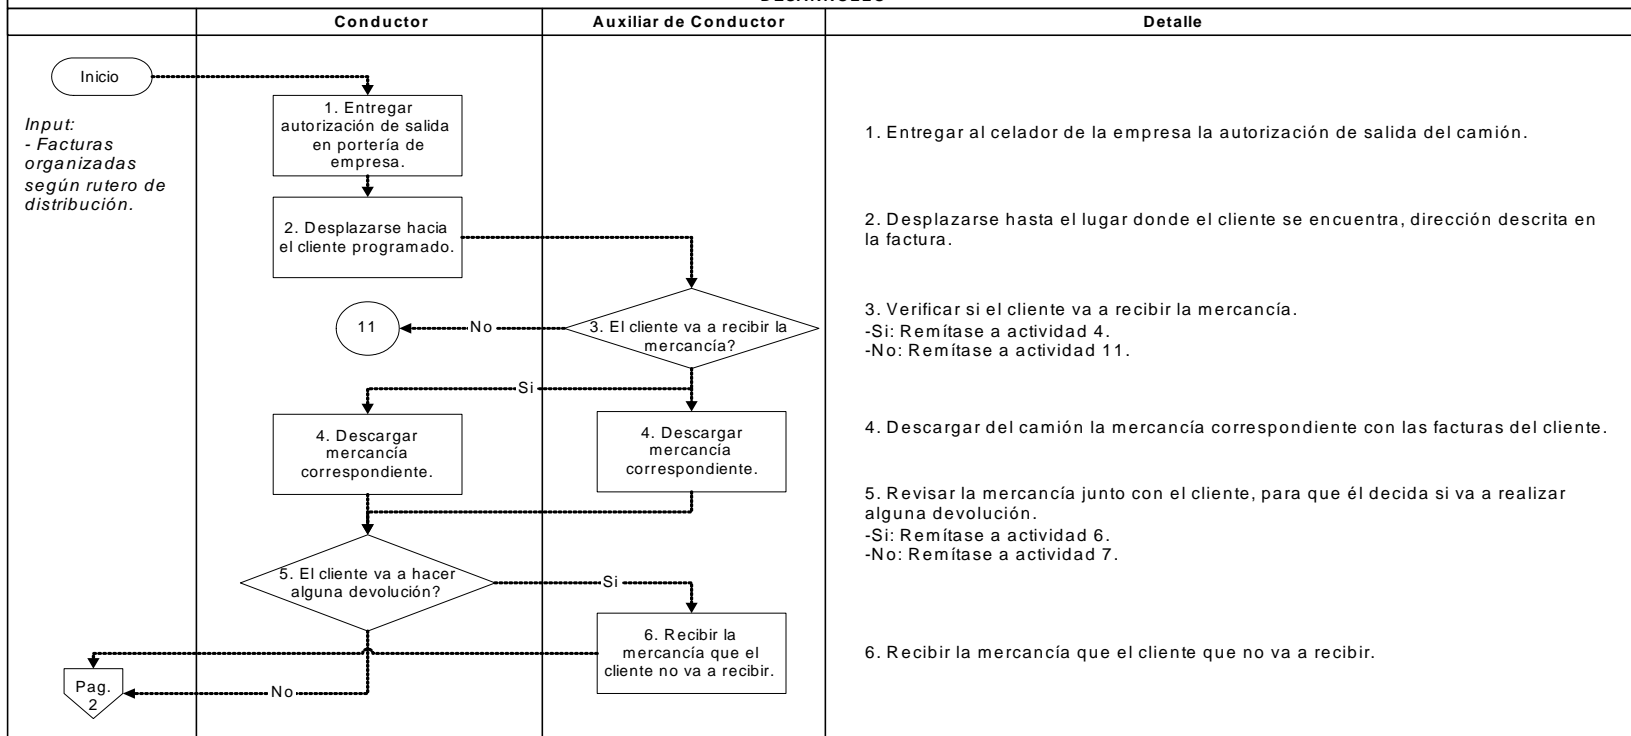 Conductor
Auxiliar de Conductor
Detalle
Inicio
Input:
- Facturas
organizadas
según rutero de
distribución.
1. Entregar
autorización de salida
en portería de
empresa.
1. Entregar al celador de la empresa la autorización de salida del camión.
2. Desplazarse hacia
el cliente programado.
2. Desplazarse hasta el lugar donde el cliente se encuentra, dirección descrita en
la factura.
11
No
3. El cliente va a recibir la
mercancía?
3. Verificar si el cliente va a recibir la mercancía.
-Si: Remítase a actividad 4.
-No: Remítase a actividad 11.
Si
4. Descargar
mercancía
correspondiente.
4. Descargar
mercancía
correspondiente.
4. Descargar del camión la mercancía correspondiente con las facturas del cliente.
5. Revisar la mercancía junto con el cliente, para que él decida si va a realizar
alguna devolución.
-Si: Remítase a actividad 6.
-No: Remítase a actividad 7.
5. El cliente va a hacer
alguna devolución?
Si
6. Recibir la
mercancía que el
cliente no va a recibir.
6. Recibir la mercancía que el cliente que no va a recibir.
Pag.
2
No